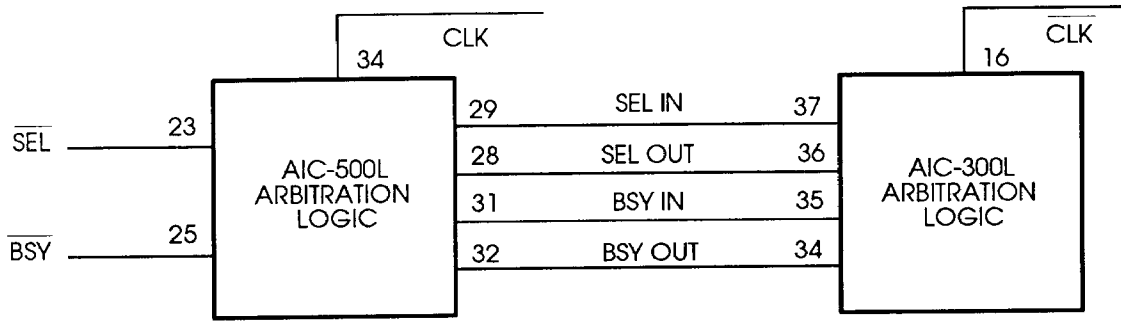 CLK
CLK
34
16
29 SEL IN 37
SEL 23
28 SEL OUT 36
AIC-500L
ARBITRATION
LOGIC
AIC-300L
ARBITRATION
LOGIC
31 BSY IN 35
BSY 25
32 BSY OUT 34